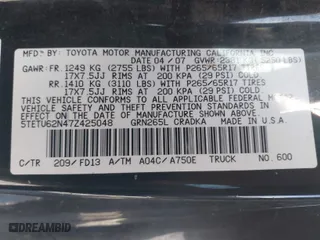 MFD BY: TOYOTA MOTOR MANUFACTURING CALIFORNIA INC.
DATE 04/07 GVWR LBS)
GAWR:FR. 1249 KG (2755 LBS) WITH P265/65R17 TIRES
17X7.5JJ RIMS AT 200 KPA (29 PSI) COLD
RR. 1410 KG (3110 LBS) WITH P265/65R17 TIRES
17X7.5JJ RIMS AT 200 KPA (29 PSI) COLD
THIS VEHICLE CONFORMS TO ALL APPLICABLE FEDERAL MOTOR
VEHICLE SAFETY AND THEFT PREVENTION STANDARDS IN
EFFECT ON THE DATE OF MANUFACTURE SHOWN ABOVE.
5TETU62N47Z425048 GRN265L CRADKA MADE IN U.S.A.
C/TR 209/FD13 A/TM A04C/A750E TRUCK NO. 600
Otobidmaster